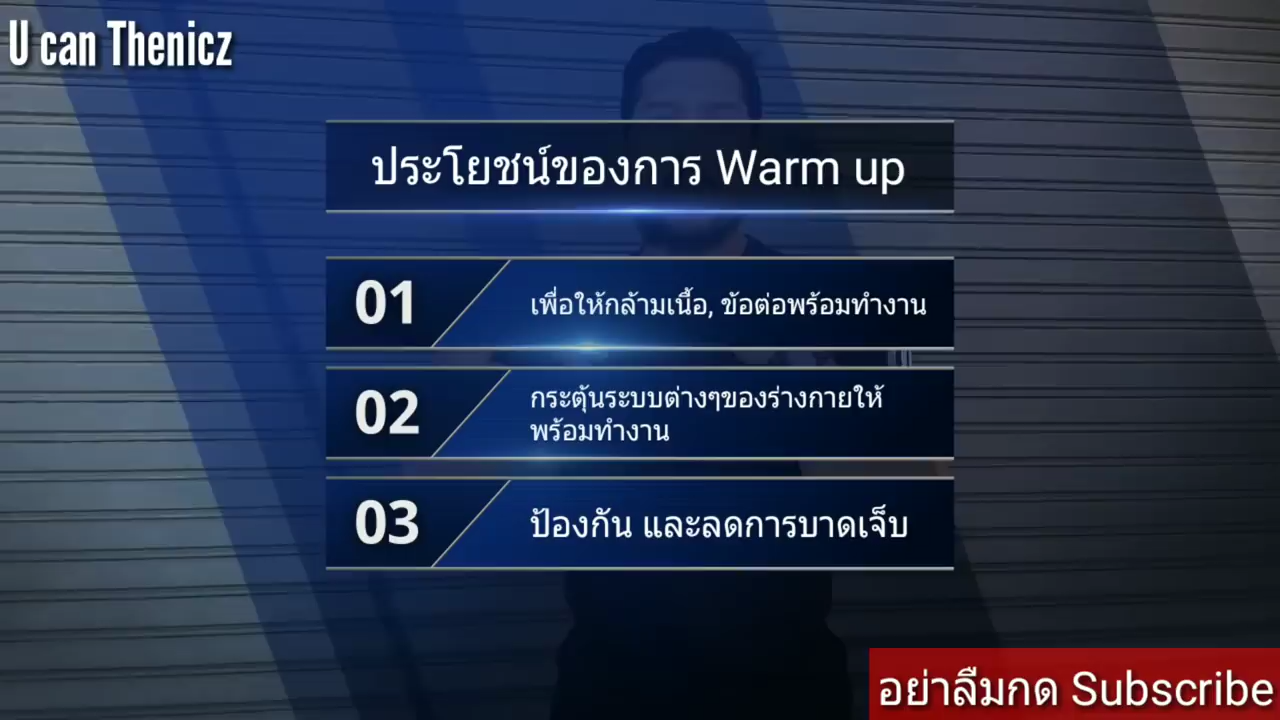 U can Thenicz
ประโยชน์ของการ Warm up
01
เพื่อให้กล้ามเนื้อ, ข้อต่อพร้อมทำงาน
02
กระตุ้นระบบต่างๆของร่างกายให้
พร้อมทำงาน
03
ป้องกัน และลดการบาดเจ็บ
อย่าลืมกด Subscribe